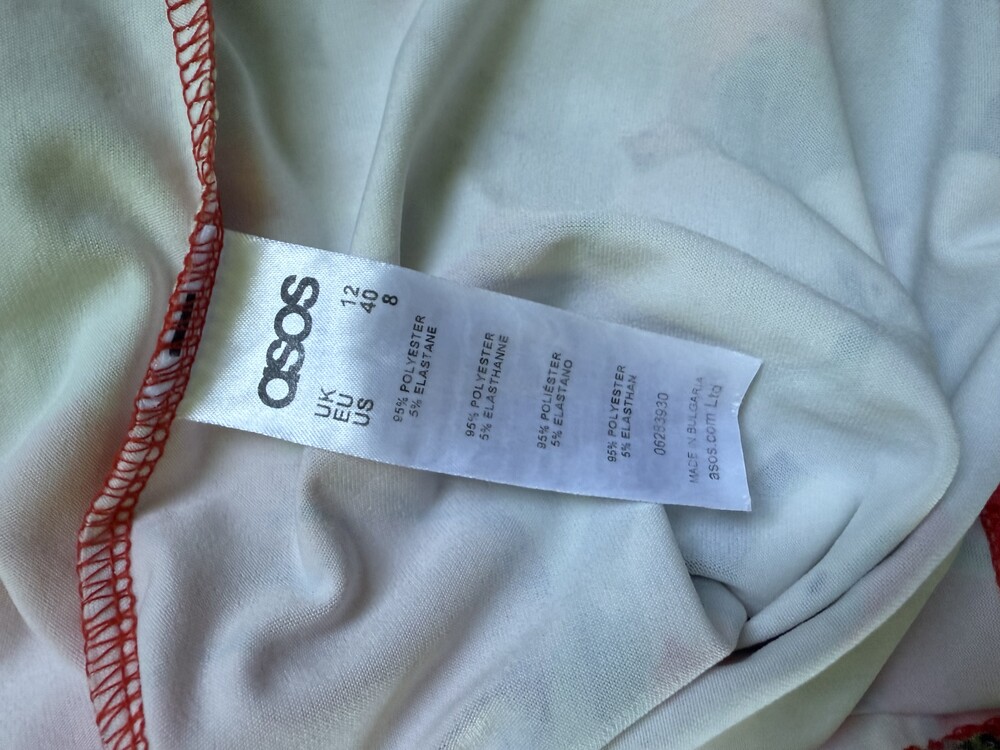 asos
UK 12
EU 40
US 8
95% POLYESTER
5% ELASTANE
95% POLYESTER
5% ELASTHANNE
95% POLIÉSTER
5% ELASTANO
95% POLYESTER
5% ELASTHAN
06283930
MADE IN BULGARIA
asos.com Ltd